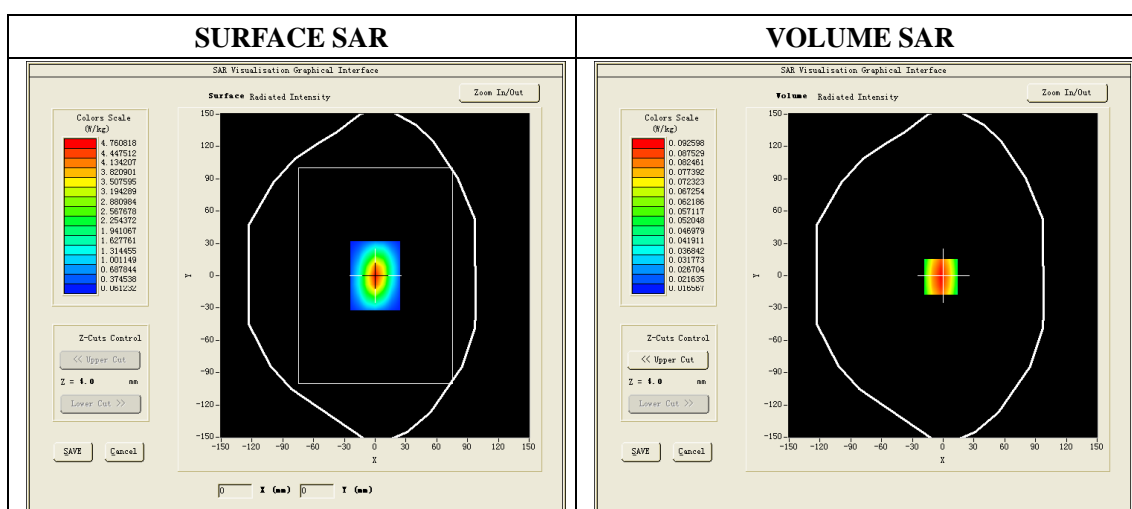 SURFACE SAR
SAR Visualisation Graphical Interface
Surface Radiated Intensity
Zoom In/Out
Colors Scale
(W/kg)
4.760818
4.447512
4.134207
3.820901
3.507595
3.194289
2.880984
2.567678
2.254372
1.941067
1.627761
1.314455
1.001149
0.687844
0.374538
0.061232
Z-Cuts Control
<< Upper Cut
Z = 4.0 mm
Lower Cut >>
SAVE Cancel
150
120
90
60
30
0
-30
-60
-90
-120
-150
Y
-150 -120 -90 -60 -30 0 30 60 90 120 150
X
0 X (mm) 0 Y (mm)
VOLUME SAR
SAR Visualisation Graphical Interface
Volume Radiated Intensity
Zoom In/Out
Colors Scale
(W/kg)
0.092598
0.087529
0.082461
0.077392
0.072323
0.067254
0.062186
0.057117
0.052048
0.046979
0.041911
0.036842
0.031773
0.026704
0.021635
0.016567
Z-Cuts Control
<< Upper Cut
Z = 4.0 mm
Lower Cut >>
SAVE Cancel
150
120
90
60
30
0
-30
-60
-90
-120
-150
Y
-150 -120 -90 -60 -30 0 30 60 90 120 150
X